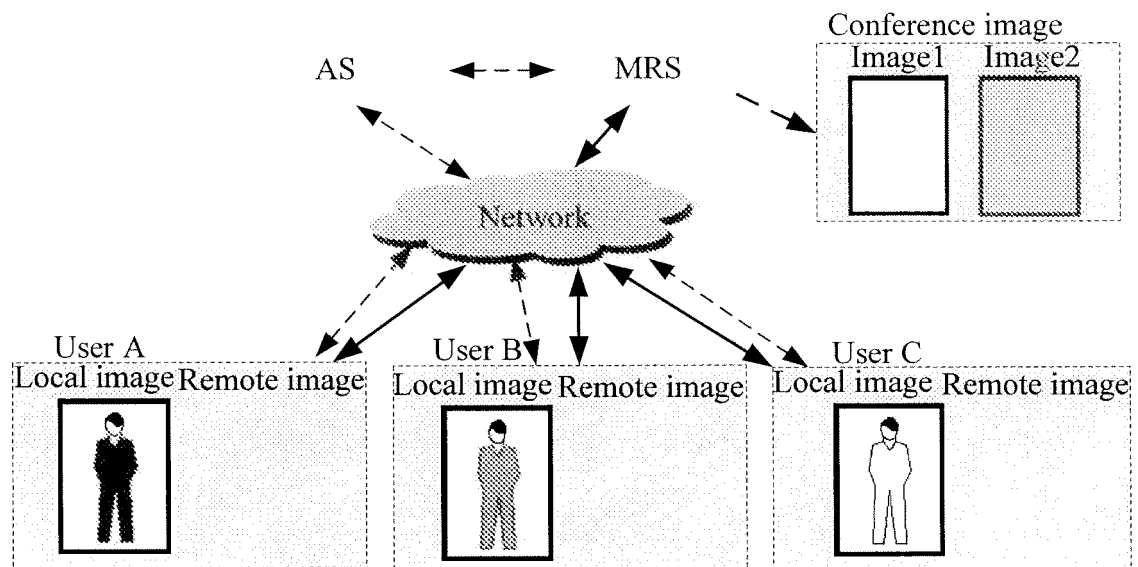 Conference image
Image1 Image2
AS MRS
Network
User A
Local image Remote image
User B
Local image Remote image
User C
Local image Remote image